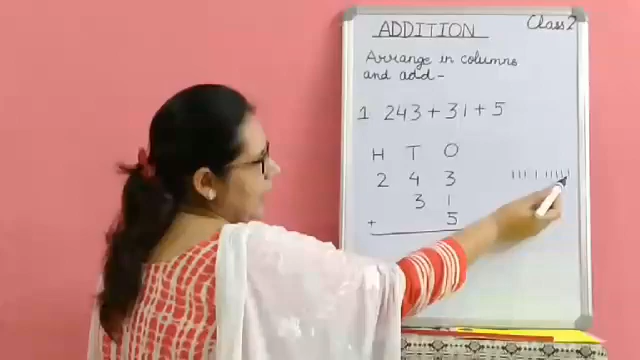 ADDITION
Class 2
Arrange in columns
and add -
1 243 + 31 + 5
H T O
2 4 3
3 1
+ 5